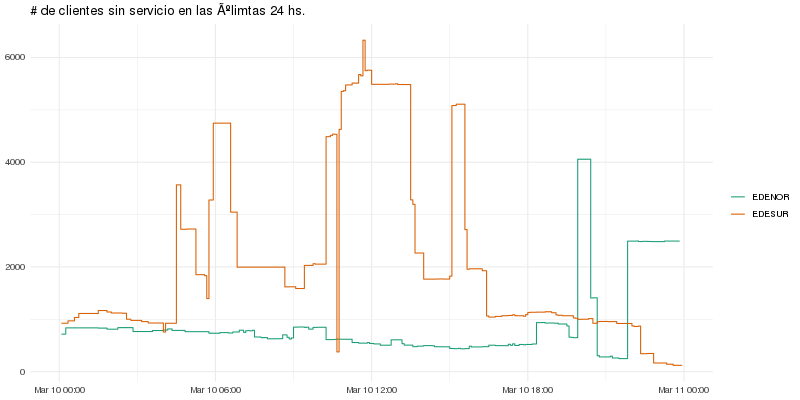 # de clientes sin servicio en las Ãºlimtas 24 hs.
6000
4000
2000
0
Mar 10 00:00
Mar 10 06:00
Mar 10 12:00
Mar 10 18:00
Mar 11 00:00
EDENOR
EDESUR